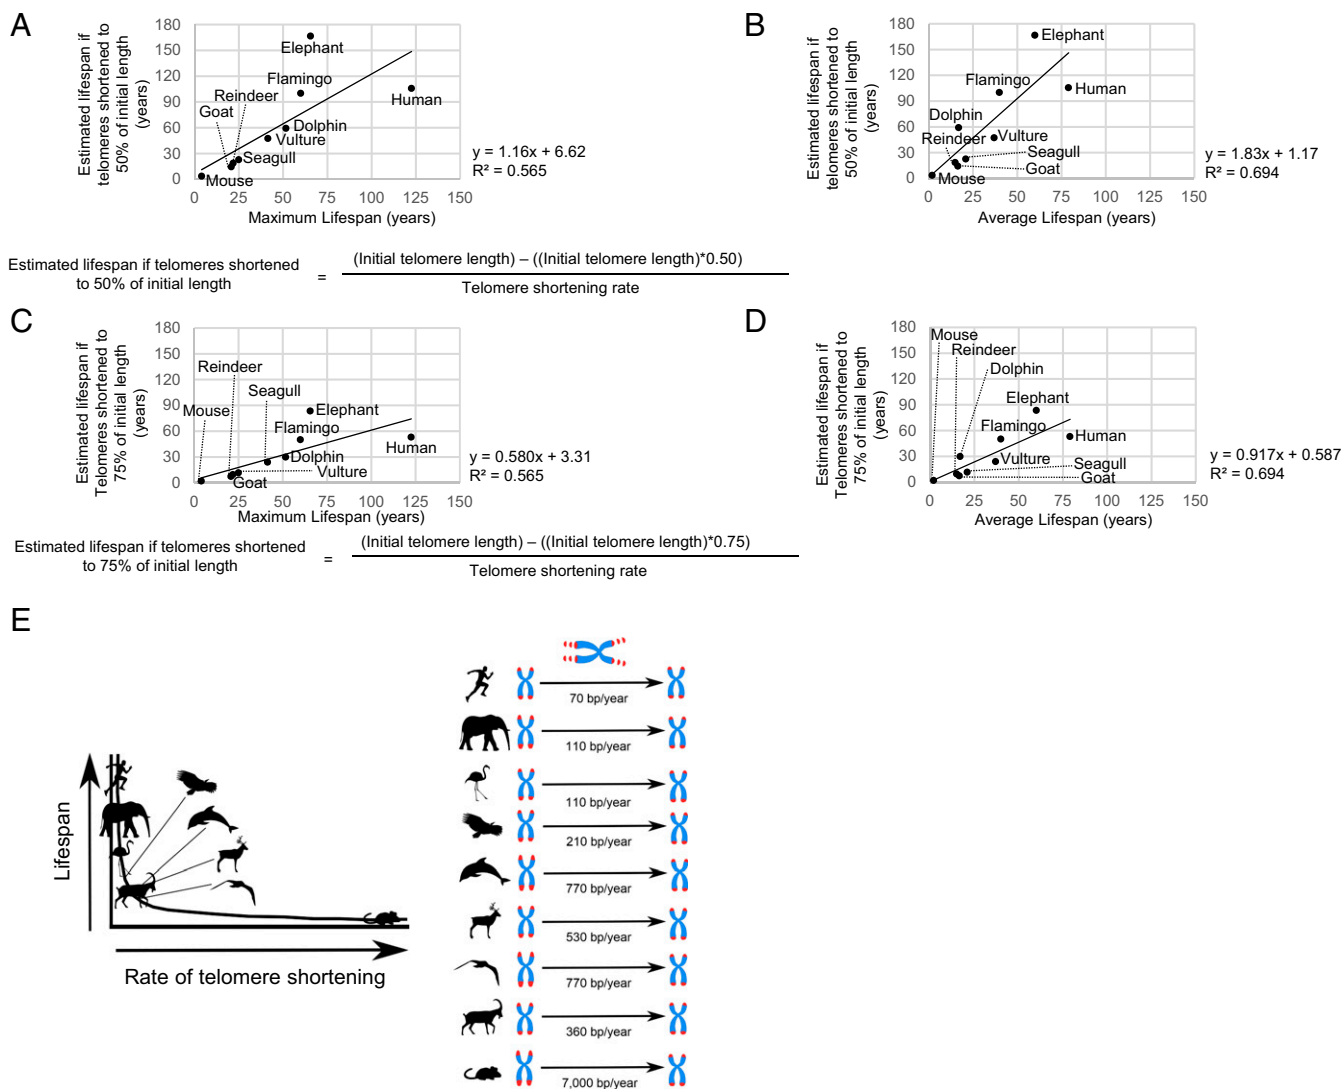 A
Estimated lifespan if
telomeres shortened to
50% of initial length
(years)
180
150
120
90
60
30
0
Elephant
Flamingo
Reindeer
Goat
Human
Dolphin
Vulture
Seagull
Mouse
0
25
50
75
100
125
150
Maximum Lifespan (years)
y = 1.16x + 6.62
R² = 0.565
B
Estimated lifespan if
telomeres shortened to
50% of initial length
(years)
180
150
120
90
60
30
0
Elephant
Flamingo
Human
Dolphin
Reindeer
Vulture
Seagull
Goat
Mouse
0
25
50
75
100
125
150
Average Lifespan (years)
y = 1.83x + 1.17
R² = 0.694
Estimated lifespan if telomeres shortened
to 50% of initial length
=
(Initial telomere length) – ((Initial telomere length)*0.50)
Telomere shortening rate
C
Estimated lifespan if
Telomeres shortened to
75% of initial length
(years)
180
150
120
90
60
30
0
Reindeer
Seagull
Mouse
Elephant
Flamingo
Human
Dolphin
Vulture
Goat
0
25
50
75
100
125
150
Maximum Lifespan (years)
y = 0.580x + 3.31
R² = 0.565
D
Estimated lifespan if
Telomeres shortened to
75% of initial length
(years)
180
150
120
90
60
30
0
Mouse
Reindeer
Dolphin
Elephant
Flamingo
Human
Vulture
Seagull
Goat
0
25
50
75
100
125
150
Average Lifespan (years)
y = 0.917x + 0.587
R² = 0.694
Estimated lifespan if telomeres shortened
to 75% of initial length
=
(Initial telomere length) – ((Initial telomere length)*0.75)
Telomere shortening rate
E
Lifespan
Rate of telomere shortening
70 bp/year
110 bp/year
110 bp/year
210 bp/year
770 bp/year
530 bp/year
770 bp/year
360 bp/year
7,000 bp/year